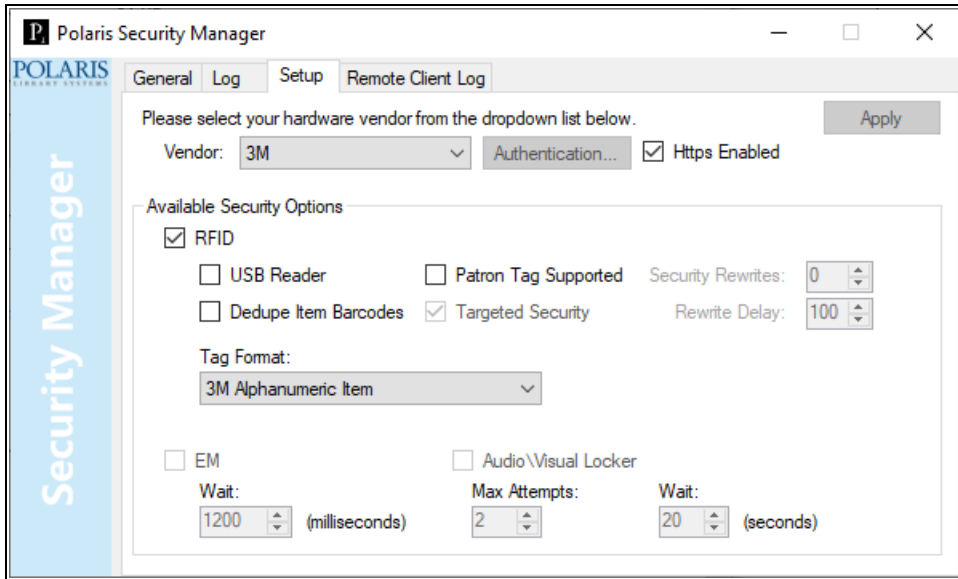 P Polaris Security Manager
POLARIS
LIBRARY SYSTEMS
Security Manager
General Log Setup Remote Client Log
Please select your hardware vendor from the dropdown list below. Apply
Vendor: 3M Authentication... Https Enabled
Available Security Options
RFID
USB Reader Patron Tag Supported Security Rewrites: 0
Dedupe Item Barcodes Targeted Security Rewrite Delay: 100
Tag Format:
3M Alphanumeric Item
EM Audio\Visual Locker
Wait: Max Attempts: Wait:
1200 (milliseconds) 2 20 (seconds)